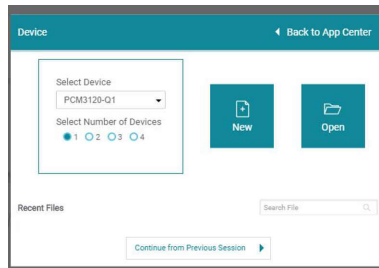 Device
Back to App Center
Select Device
PCM3120-Q1
Select Number of Devices
1 2 3 4
New
Open
Recent Files
Search File
Continue from Previous Session